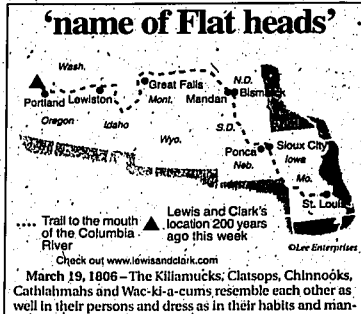 'name of Flat heads'
Wash.
Portland
Lewiston
Great Falls
Mont.
Mandan
N.D.
Bismarck
Oregon
Idaho
Wyo.
S.D.
Ponca
Neb.
Sioux City
Iowa
Mo.
St. Louis
.... Trail to the mouth
of the Columbia
River
Lewis and Clark's
location 200 years
ago this week
©Lee Enterprises
Check out www.lewisandclark.com
March 19, 1806 – The Killamucks, Clatsops, Chinnooks,
Cathlahmahs and Wac-ki-a-cums resemble each other as
well in their persons and dress as in their habits and man-